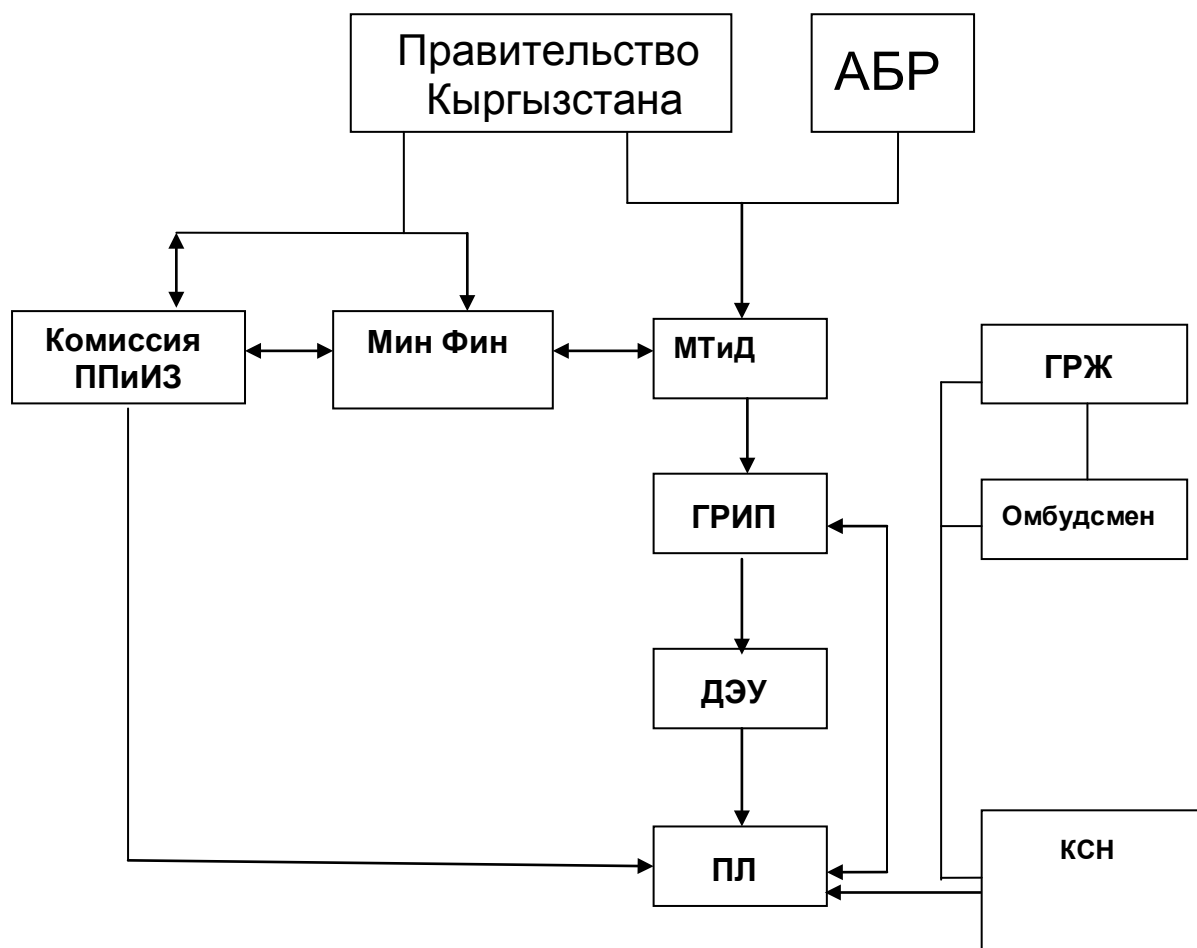 Правительство
Кыргызстана
АБР
Комиссия
ППиИЗ
Мин Фин
МТиД
ГРЖ
ГРИП
Омбудсмен
ДЭУ
ПЛ
КСН